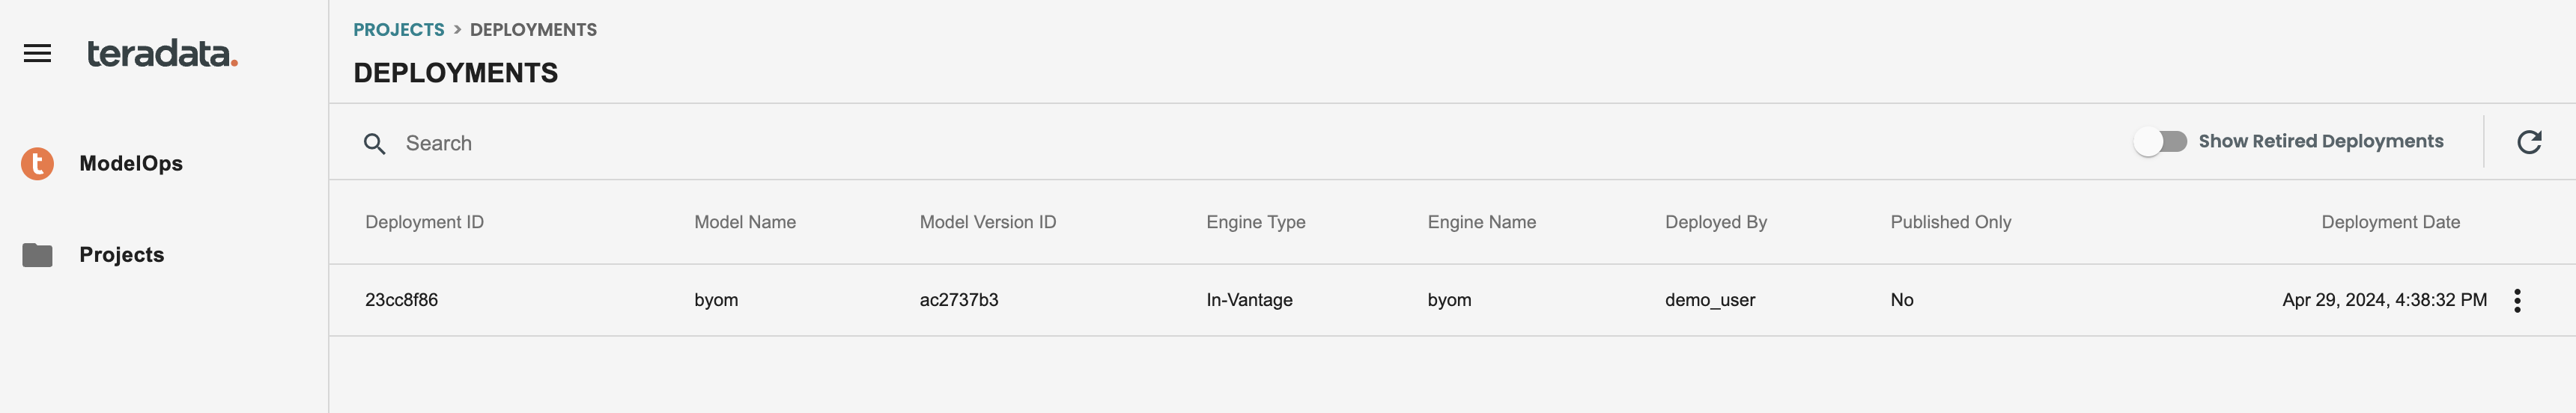 teradata.
ModelOps
Projects
PROJECTS > DEPLOYMENTS
DEPLOYMENTS
Search
Show Retired Deployments
Deployment ID Model Name Model Version ID Engine Type Engine Name Deployed By Published Only Deployment Date
23cc8f86 byom ac2737b3 In-Vantage byom demo_user No Apr 29, 2024, 4:38:32 PM